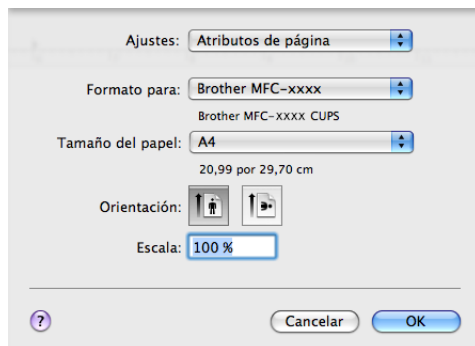 Ajustes: Atributos de página
Formato para: Brother MFC-xxxx
Brother MFC-xxxx CUPS
Tamaño del papel: A4
20,99 por 29,70 cm
Orientación:
Escala: 100 %
? Cancelar OK